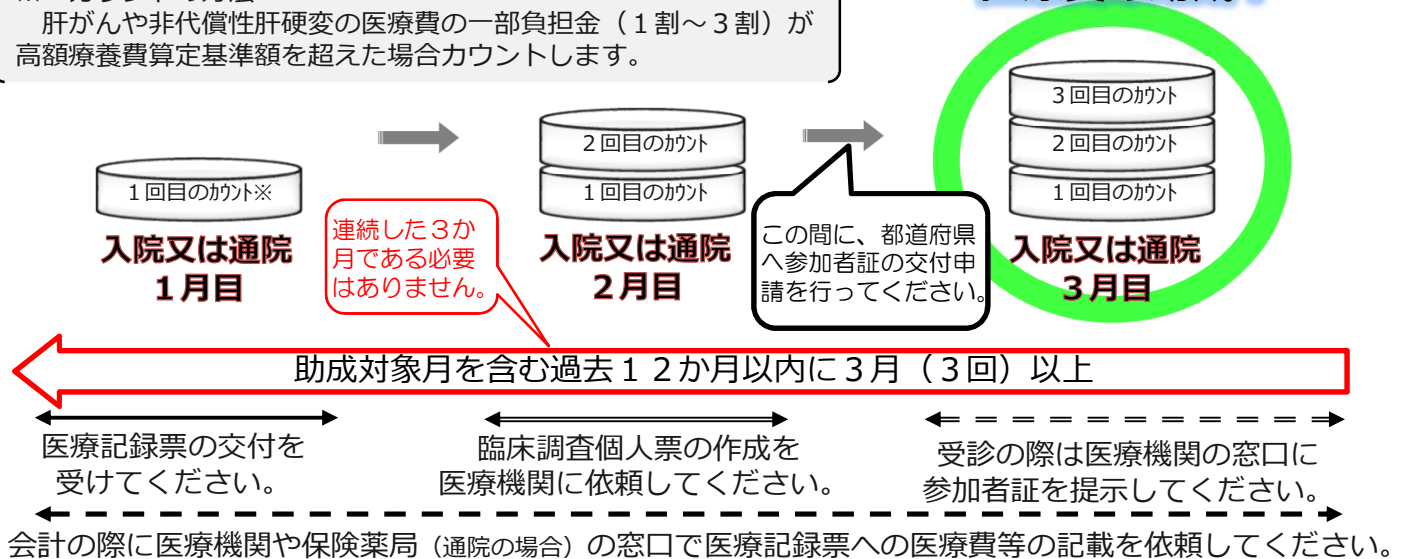 肝がんや非代償性肝硬変の医療費の一部負担金（１割～３割）が
高額療養費算定基準額を超えた場合カウントします。
３回目のｶｳﾝﾄ
２回目のｶｳﾝﾄ
２回目のｶｳﾝﾄ
１回目のｶｳﾝﾄ※
１回目のｶｳﾝﾄ
１回目のｶｳﾝﾄ
入院又は通院
１月目
連続した３か
月である必要
はありません。
入院又は通院
２月目
この間に、都道府県
へ参加者証の交付申
請を行ってください。
入院又は通院
３月目
助成対象月を含む過去１２か月以内に３月（３回）以上
医療記録票の交付を
受けてください。
臨床調査個人票の作成を
医療機関に依頼してください。
受診の際は医療機関の窓口に
参加者証を提示してください。
会計の際に医療機関や保険薬局（通院の場合）の窓口で医療記録票への医療費等の記載を依頼してください。